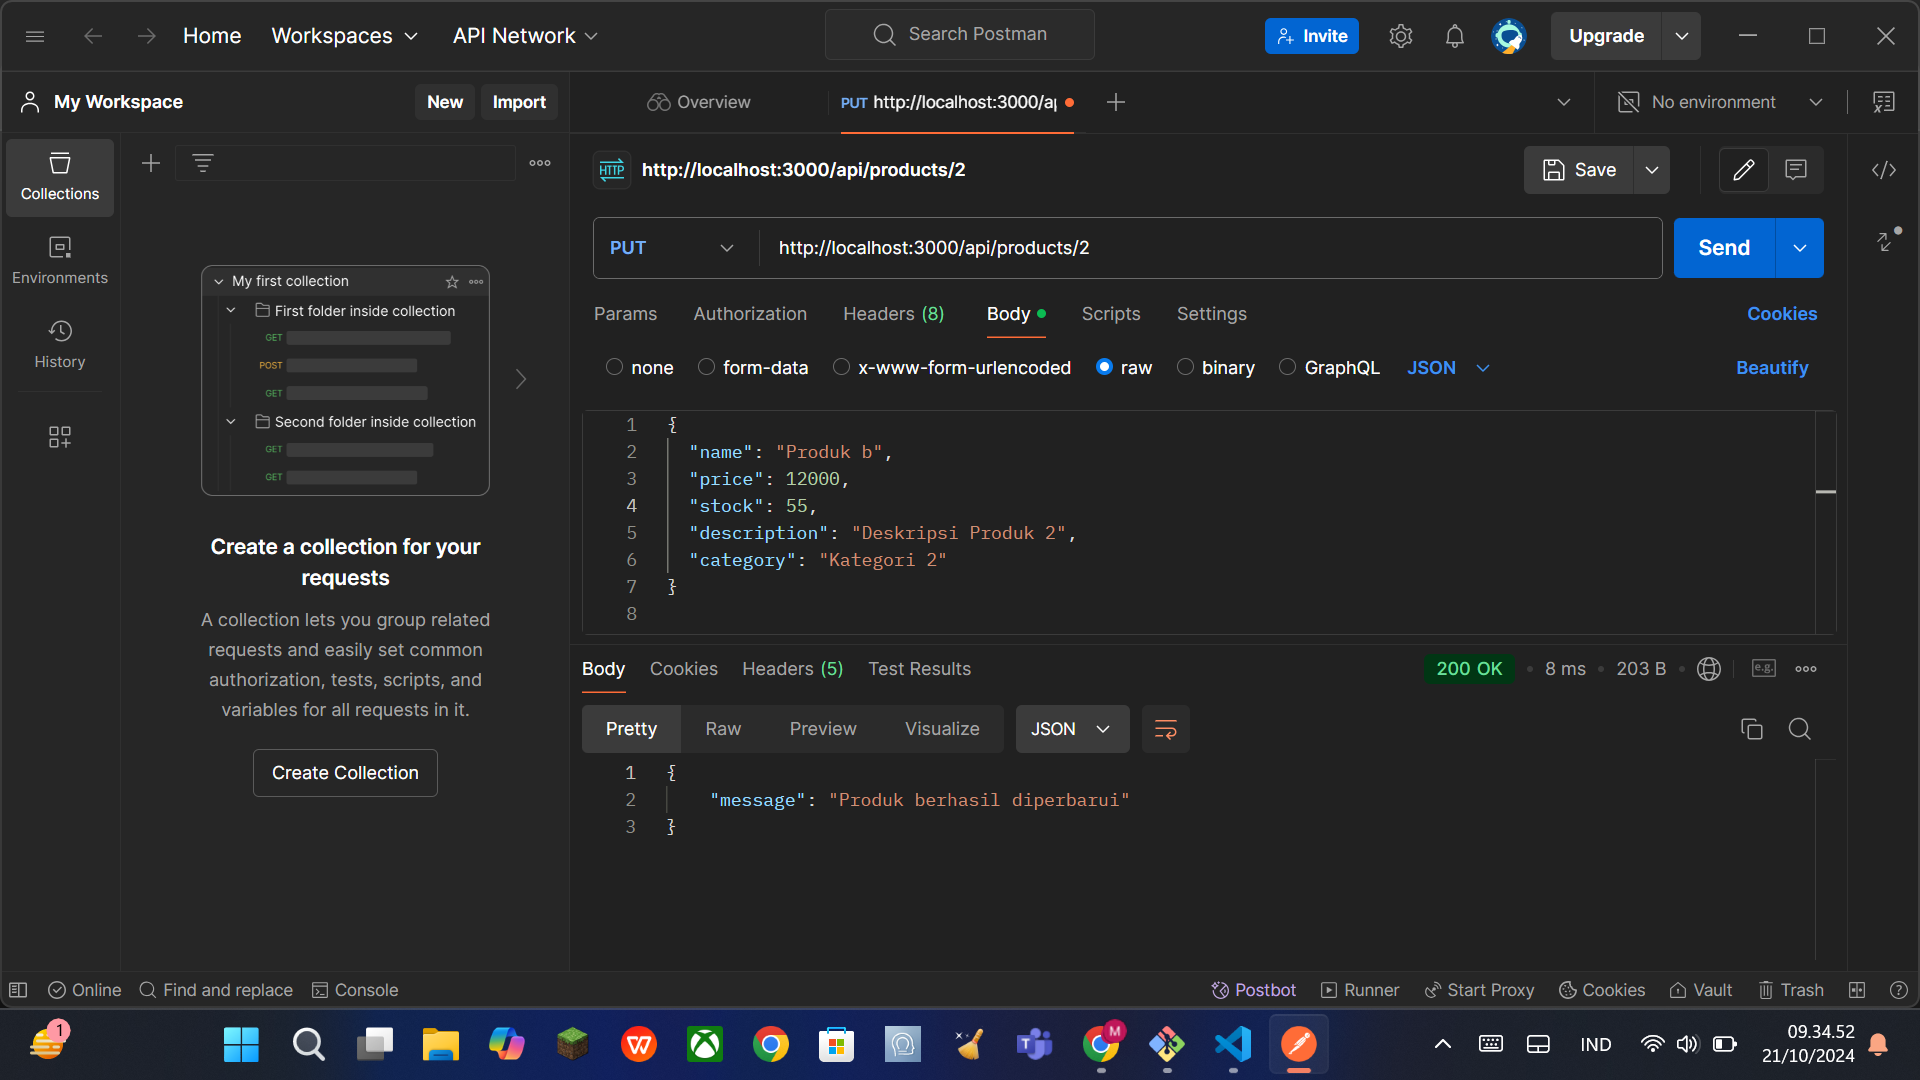 Home
Workspaces
API Network
Search Postman
Invite
Upgrade
My Workspace
New
Import
Overview
PUT http://localhost:3000/a
No environment
Collections
Environments
History
My first collection
First folder inside collection
GET
POST
GET
Second folder inside collection
GET
GET
Create a collection for your
requests
A collection lets you group related
requests and easily set common
authorization, tests, scripts, and
variables for all requests in it.
Create Collection
HTTP
http://localhost:3000/api/products/2
Save
PUT
http://localhost:3000/api/products/2
Send
Params
Authorization
Headers (8)
Body
Scripts
Settings
Cookies
none
form-data
x-www-form-urlencoded
raw
binary
GraphQL
JSON
Beautify
1 {
2 "name": "Produk b",
3 "price": 12000,
4 "stock": 55,
5 "description": "Deskripsi Produk 2",
6 "category": "Kategori 2"
7 }
8
Body
Cookies
Headers (5)
Test Results
200 OK
8 ms
203 B
e.g.
Pretty
Raw
Preview
Visualize
JSON
1 {
2 "message": "Produk berhasil diperbarui"
3 }
Online
Find and replace
Console
Postbot
Runner
Start Proxy
Cookies
Vault
Trash
1
M
IND
09.34.52
21/10/2024